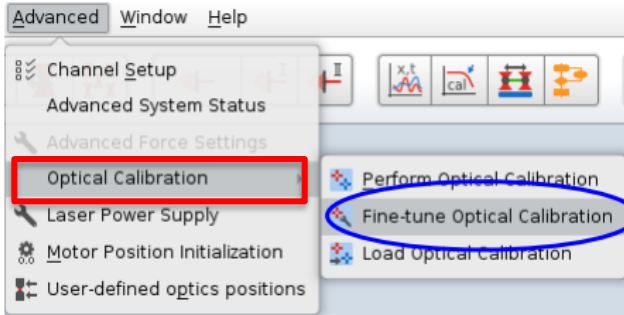 Advanced Window Help
x,t
cal
I
Channel Setup
Advanced System Status
Advanced Force Settings
Optical Calibration
Perform Optical Calibration
Laser Power Supply
Fine-tune Optical Calibration
Motor Position Initialization
Load Optical Calibration
User-defined optics positions